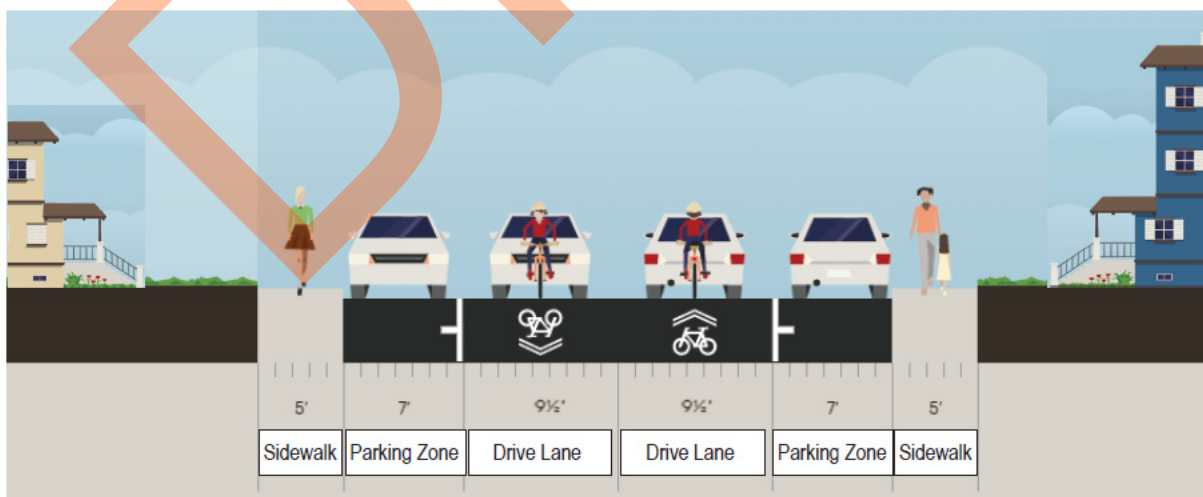 5' 7' 9½' 9½' 7' 5'
Sidewalk Parking Zone Drive Lane Drive Lane Parking Zone Sidewalk